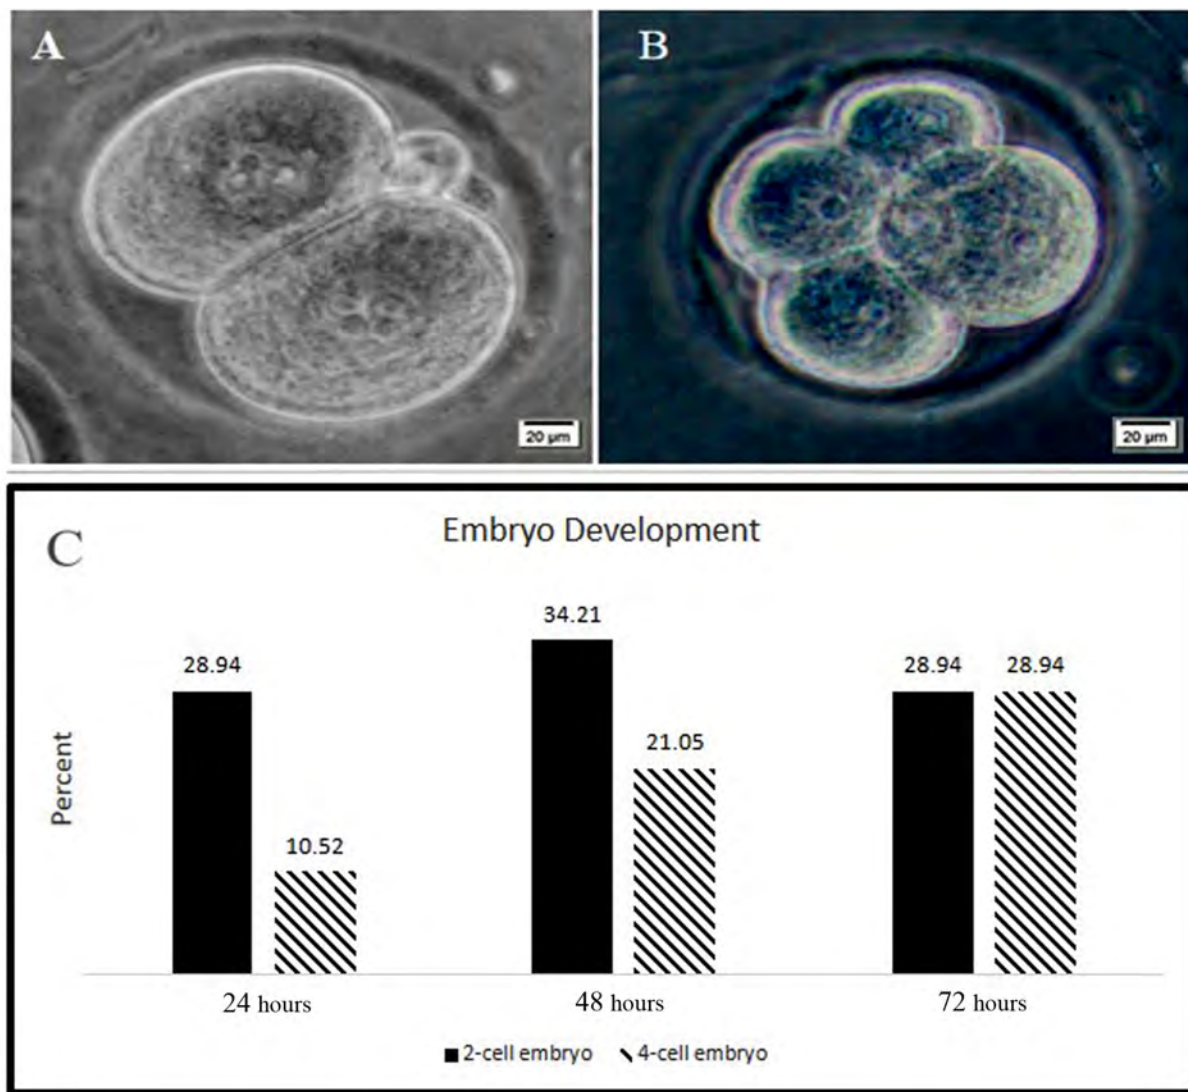 A
B
20 µm
20 µm
C
Embryo Development
Percent
28.94
10.52
34.21
21.05
28.94
28.94
24 hours
48 hours
72 hours
2-cell embryo
4-cell embryo